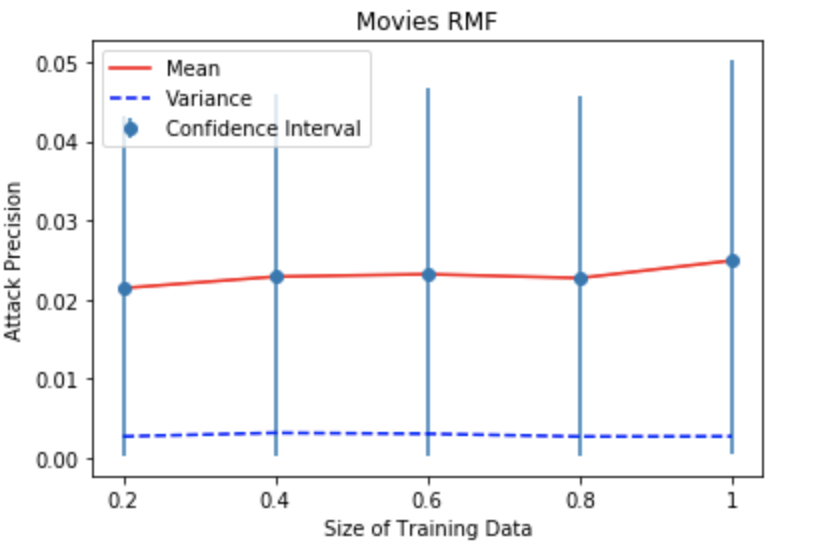 Movies RMF
Mean
Variance
Confidence Interval
Attack Precision
0.05
0.04
0.03
0.02
0.01
0.00
0.2 0.4 0.6 0.8 1
Size of Training Data